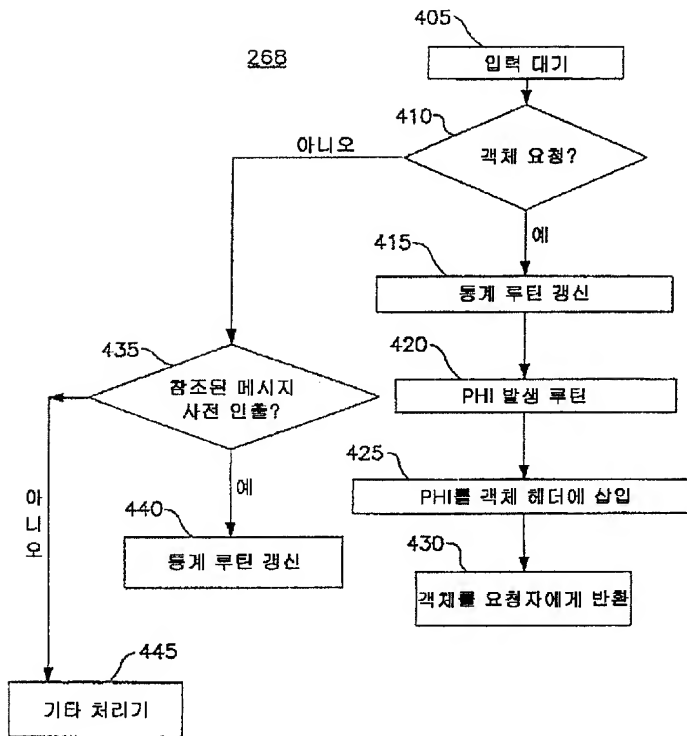 405
268
입력 대기
410
아니오
객체 요청?
예
415
통계 루틴 갱신
435
420
참조된 메시지
사전 인출?
PHI 발생 루틴
425
아니오
예
PHI를 객체 헤더에 삽입
440
430
통계 루틴 갱신
객체를 요청자에게 반환
445
기타 처리기